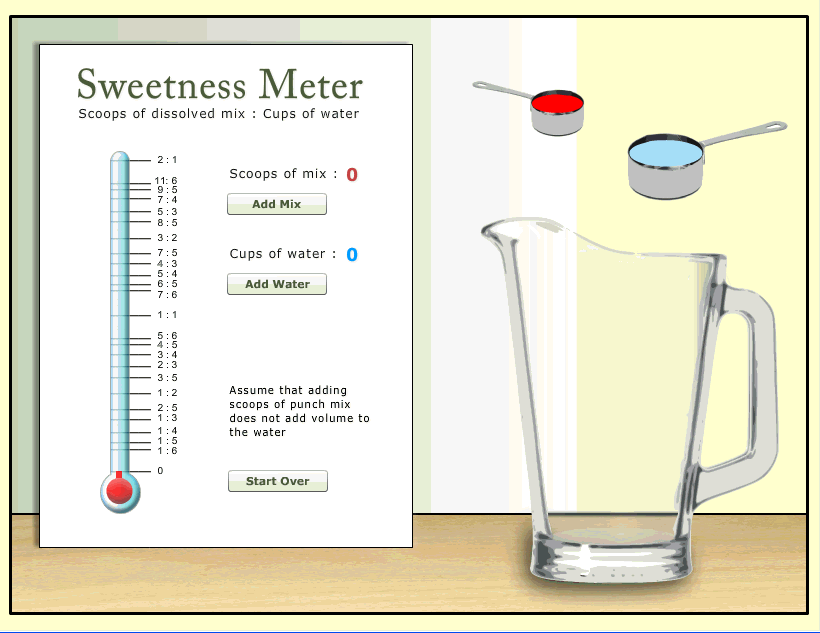 Sweetness Meter
Scoops of dissolved mix : Cups of water
2 : 1
11: 6
9 : 5
7 : 4
5 : 3
8 : 5
3 : 2
7 : 5
4 : 3
5 : 4
6 : 5
7 : 6
1 : 1
5 : 6
4 : 5
3 : 4
2 : 3
3 : 5
1 : 2
2 : 5
1 : 3
1 : 4
1 : 5
1 : 6
0
Scoops of mix : 0
Add Mix
Cups of water : 0
Add Water
Assume that adding
scoops of punch mix
does not add volume to
the water
Start Over